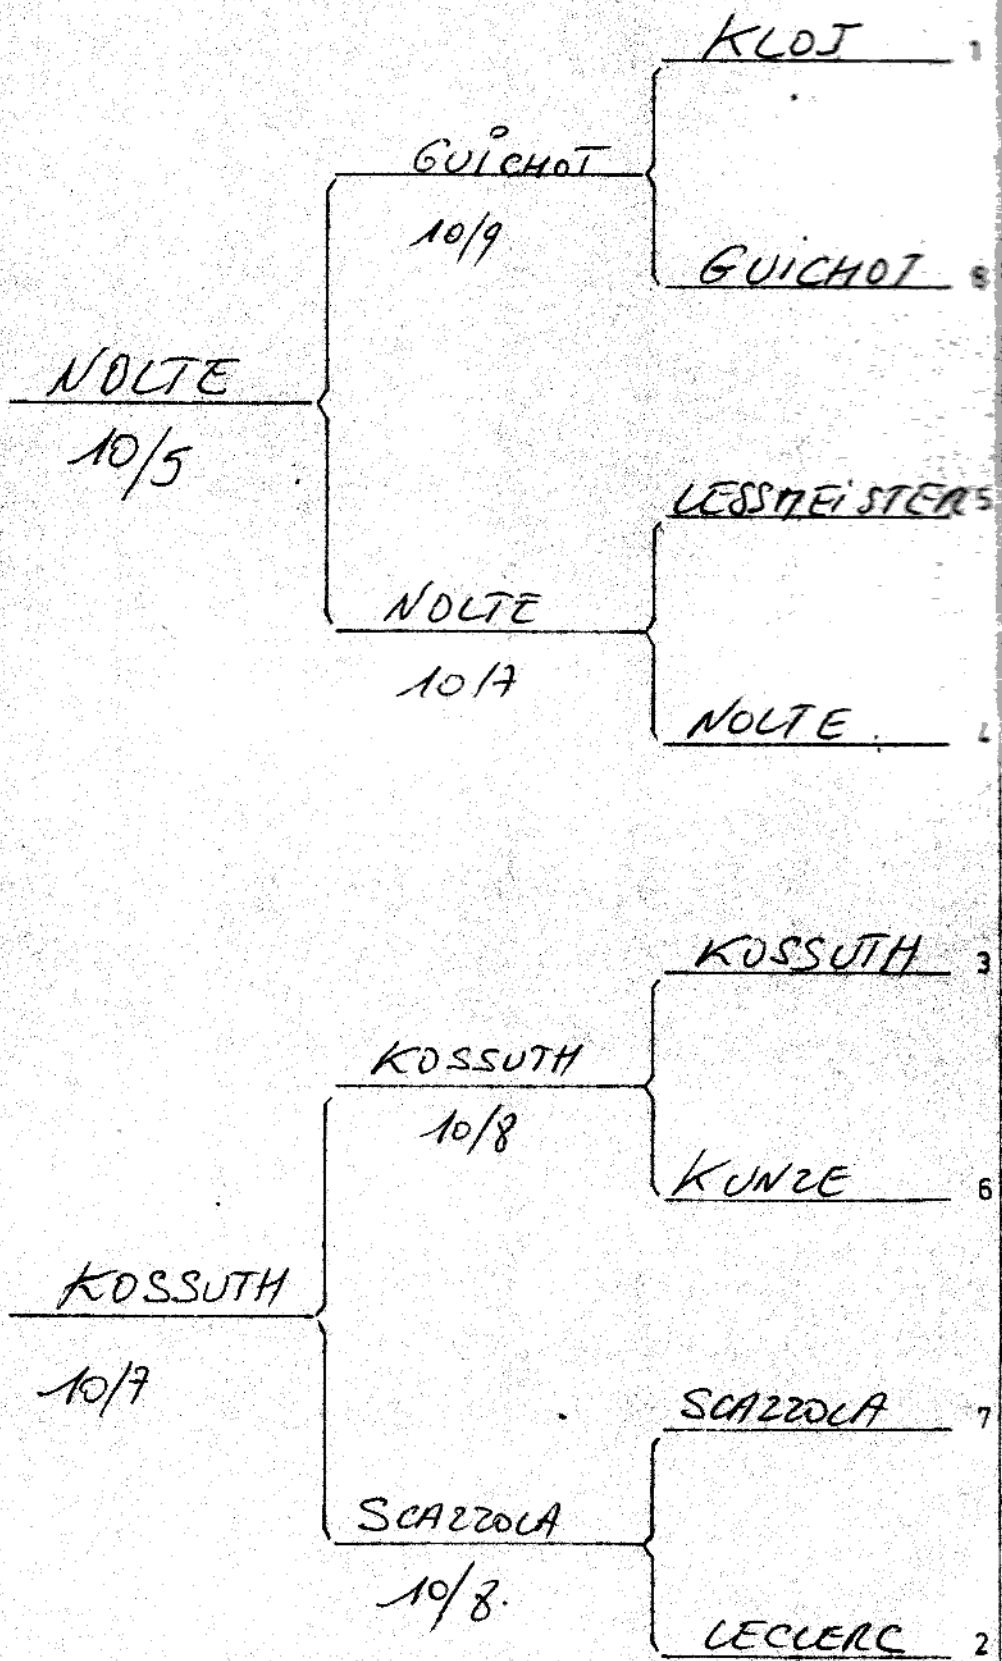 KLOJ 1
GUICHOT
10/9
GUICHOT 8
NOLTE
10/5
LESSMEISTER 5
NOLTE
10/7
NOLTE 4
KOSSUTH 3
KOSSUTH
10/8
KUNZE 6
KOSSUTH
10/7
SCAZZOLA 7
SCAZZOLA
10/8.
LECLERC 2